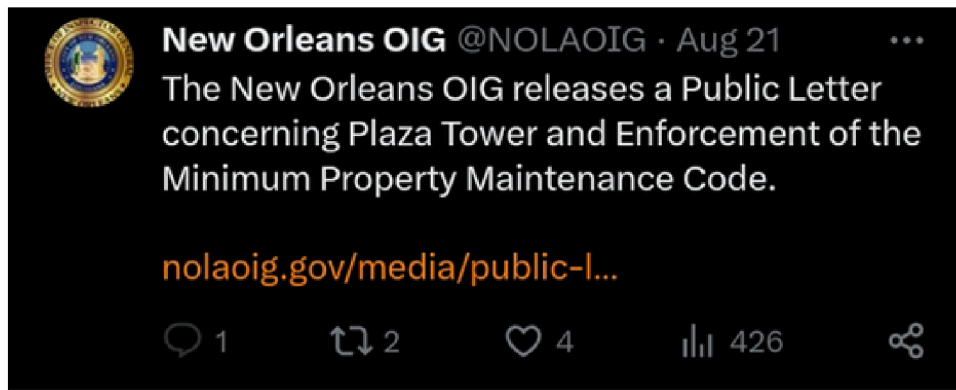 New Orleans OIG @NOLAOIG · Aug 21 ...
The New Orleans OIG releases a Public Letter
concerning Plaza Tower and Enforcement of the
Minimum Property Maintenance Code.
nolaoig.gov/media/public-l...
1 2 4 426